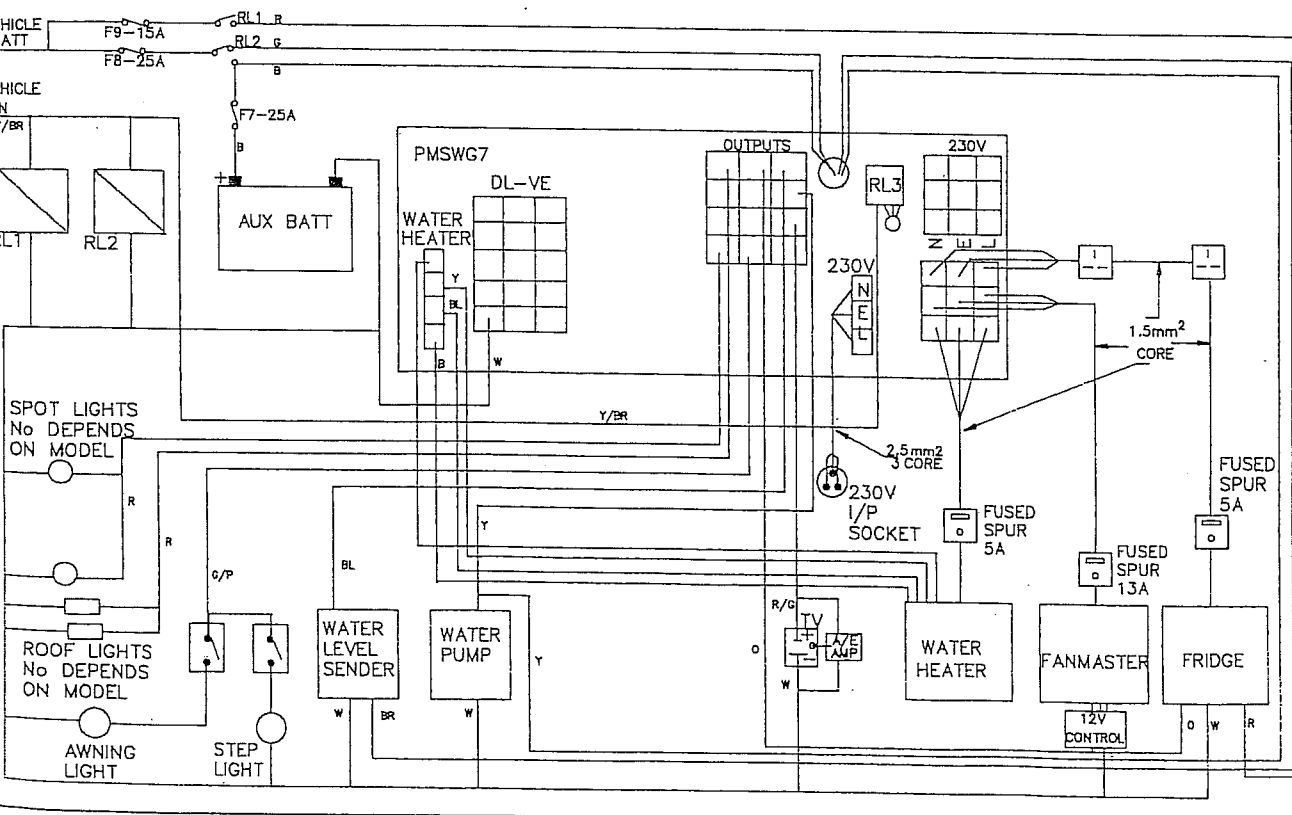 HICLE
ATT
F9-15A
RL1 R
RL2 G
F8-25A
B
HICLE
N
/BR
F7-25A
B
+
AUX BATT
RL2
PMSWG7
DL-VE
WATER
HEATER
Y
BL
B
W
OUTPUTS
RL3
230V
N E L
230V
N
E
L
1.5mm²
CORE
Y/BR
2,5mm2
3 CORE
230V
I/P
SOCKET
SPOT LIGHTS
No DEPENDS
ON MODEL
R
R
G/P
BL
Y
ROOF LIGHTS
No DEPENDS
ON MODEL
AWNING
LIGHT
STEP
LIGHT
WATER
LEVEL
SENDER
W
BR
WATER
PUMP
W
Y
O
R/G
TV
+
A/E
AMP
W
FUSED
SPUR
5A
WATER
HEATER
FUSED
SPUR
13A
FANMASTER
12V
CONTROL
FUSED
SPUR
5A
FRIDGE
O
W
R